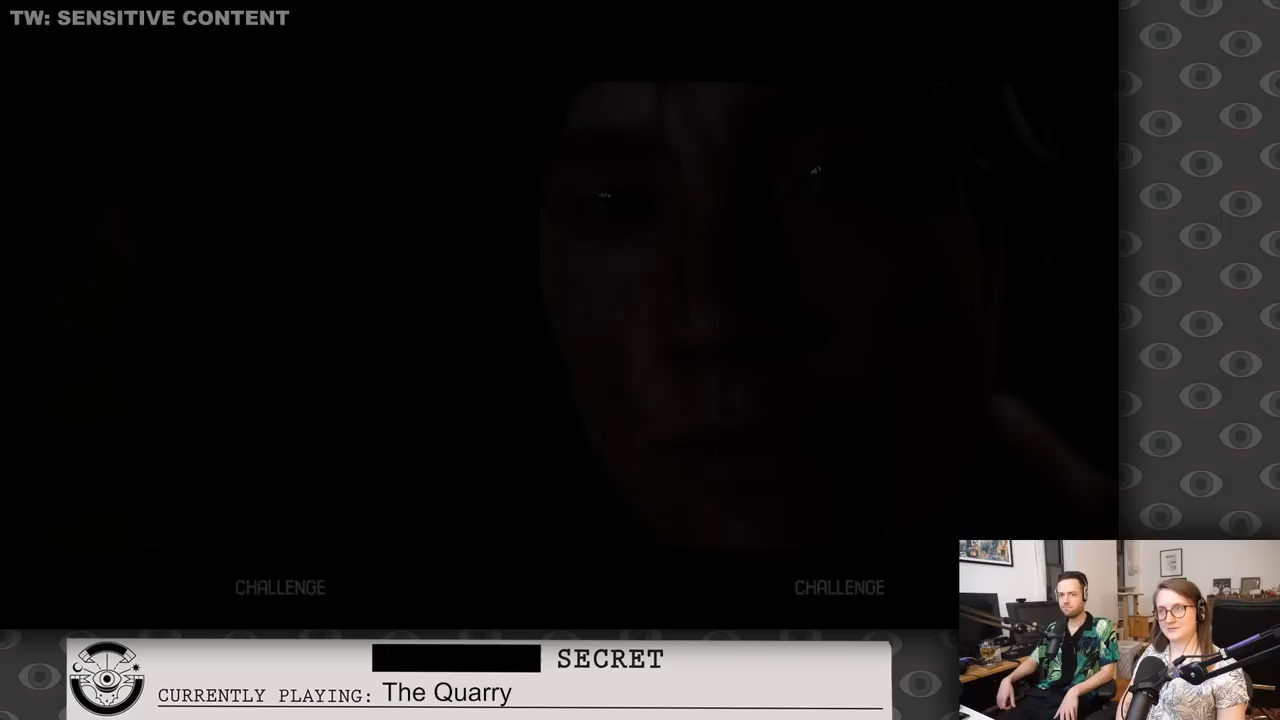 TW: SENSITIVE CONTENT
CHALLENGE CHALLENGE
SECRET
CURRENTLY PLAYING: The Quarry